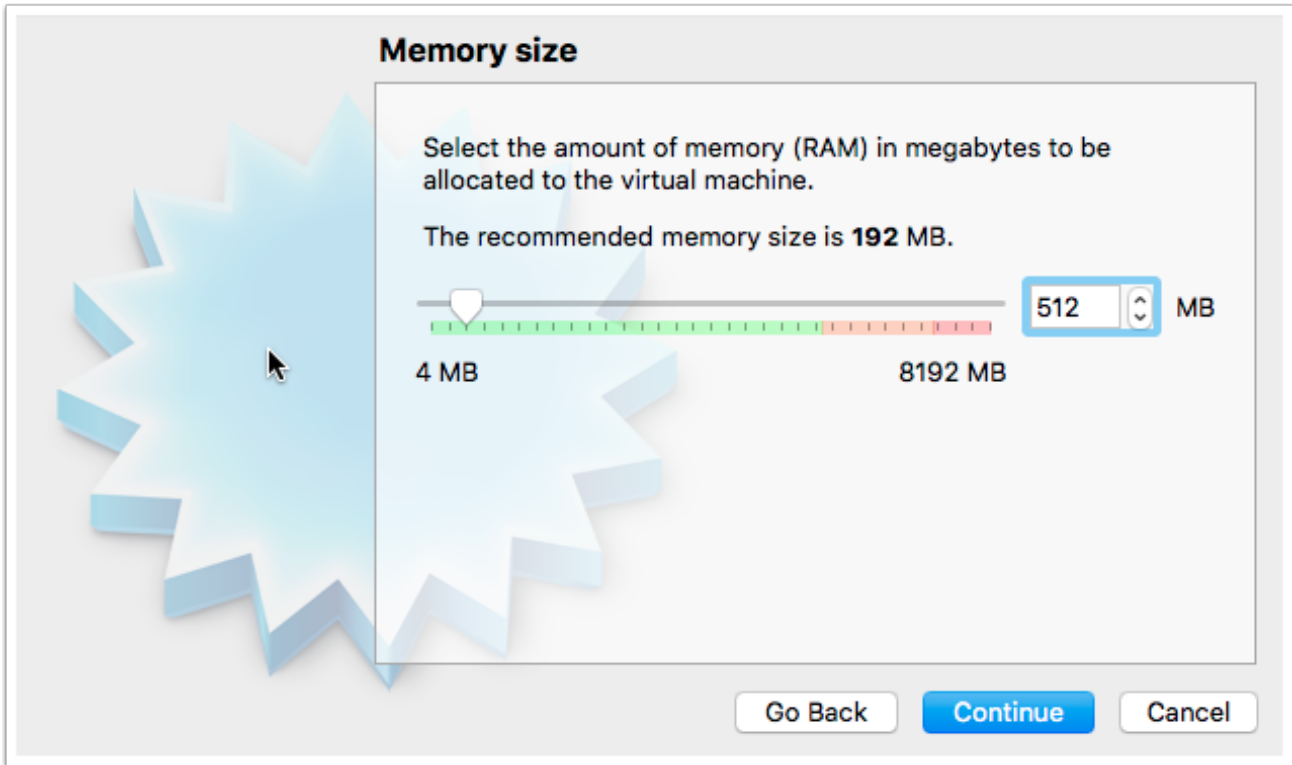 Memory size
Select the amount of memory (RAM) in megabytes to be
allocated to the virtual machine.
The recommended memory size is 192 MB.
512 MB
4 MB 8192 MB
Go Back Continue Cancel